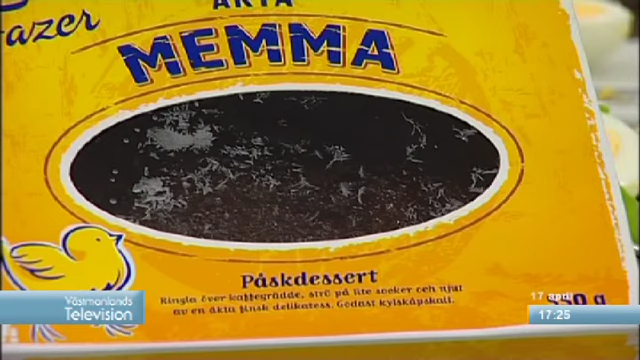 Fazer
ÄKTA
MEMMA
Påskdessert
Ringla över kaffegrädde, strö på lite socker och njut
av en äkta finsk delikatess. Godast kylskåpskall.
350 g
Västmanlands
Television
17 april
17:25